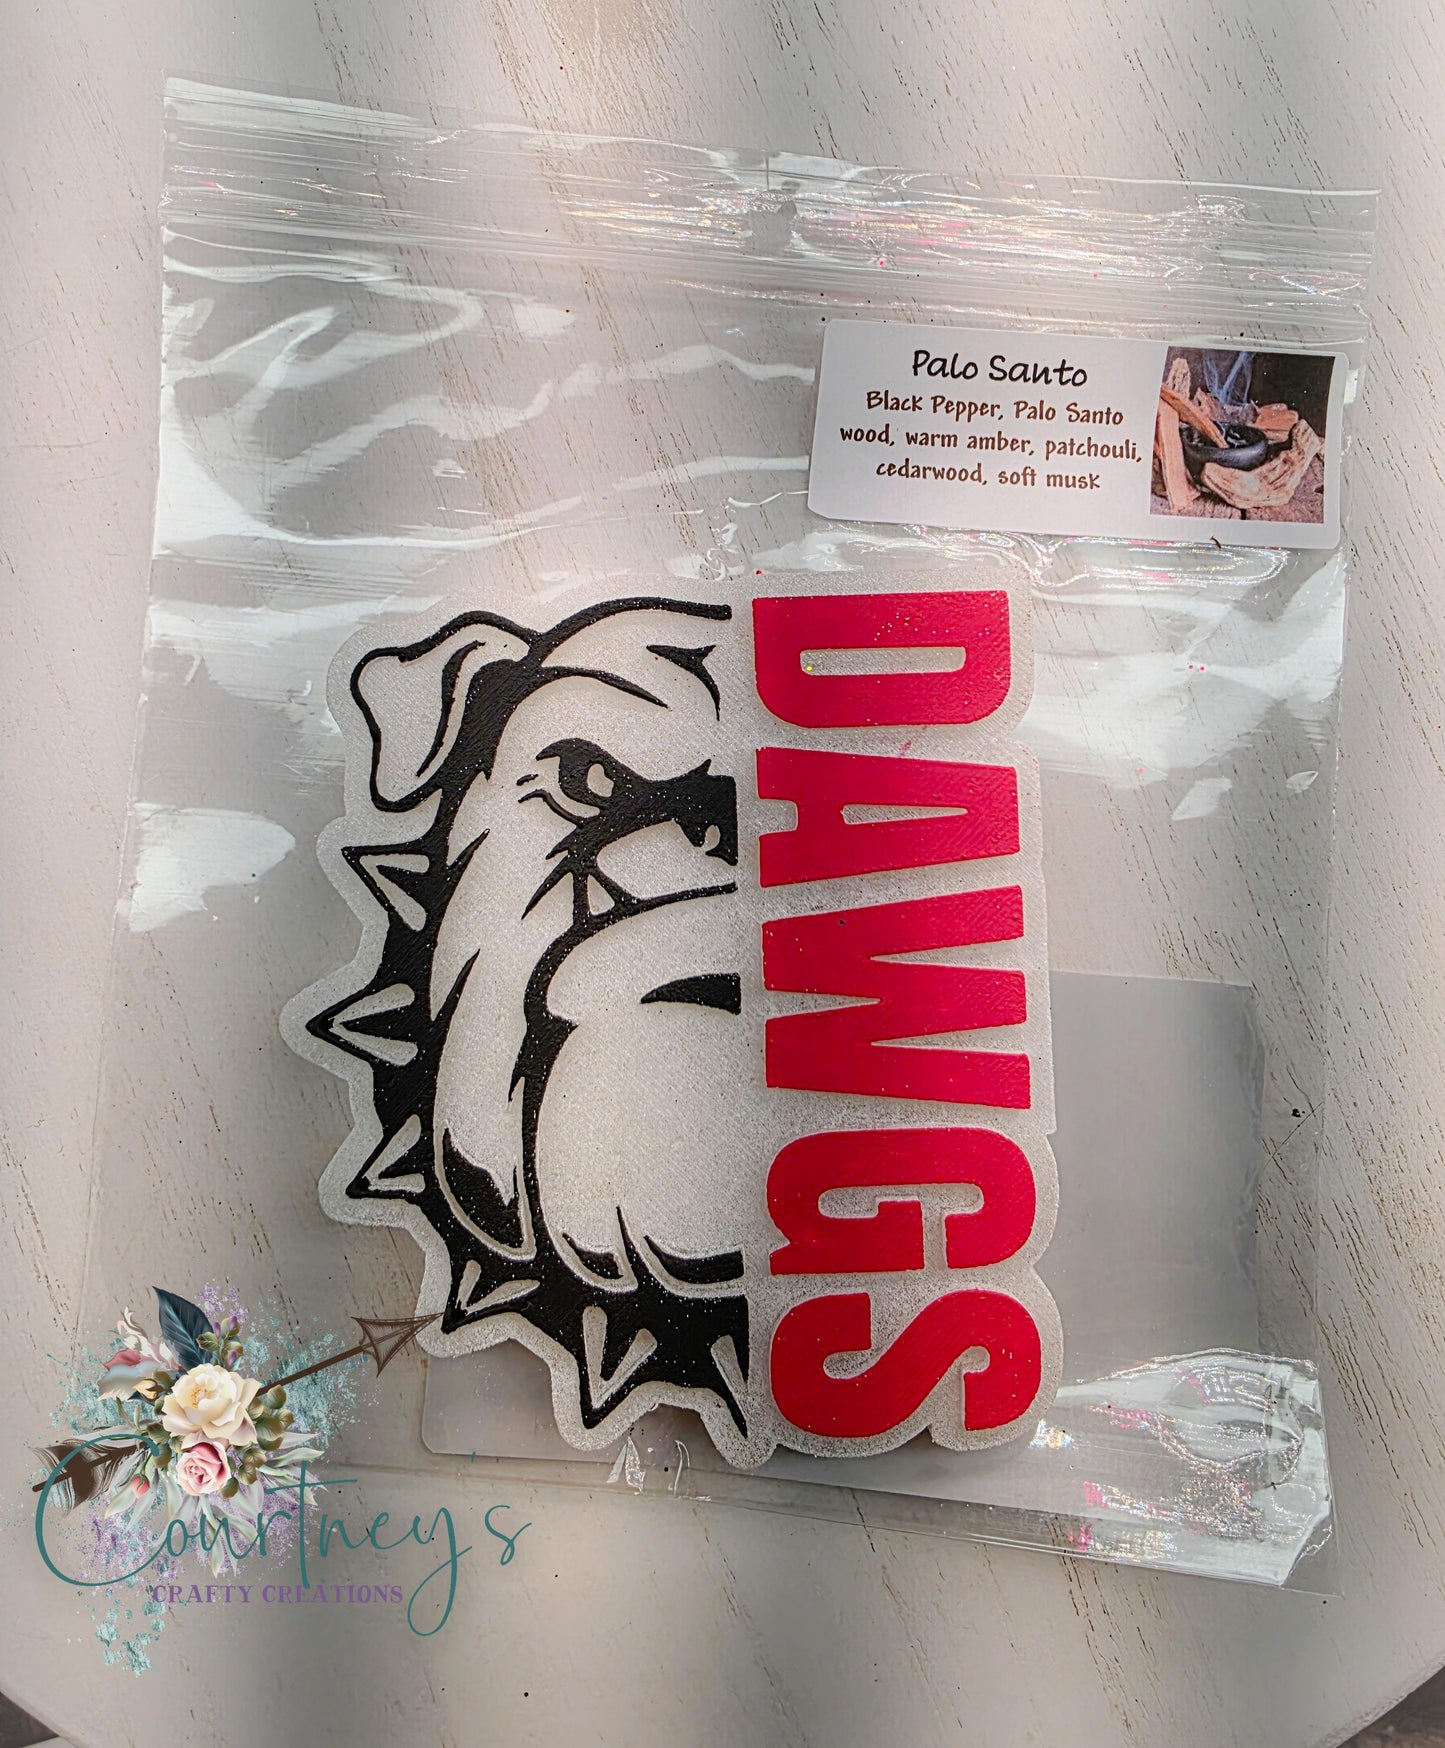 Palo Santo
Black Pepper, Palo Santo
wood, warm amber, patchouli,
cedarwood, soft musk
DAWGS
Courtney's
CRAFTY CREATIONS